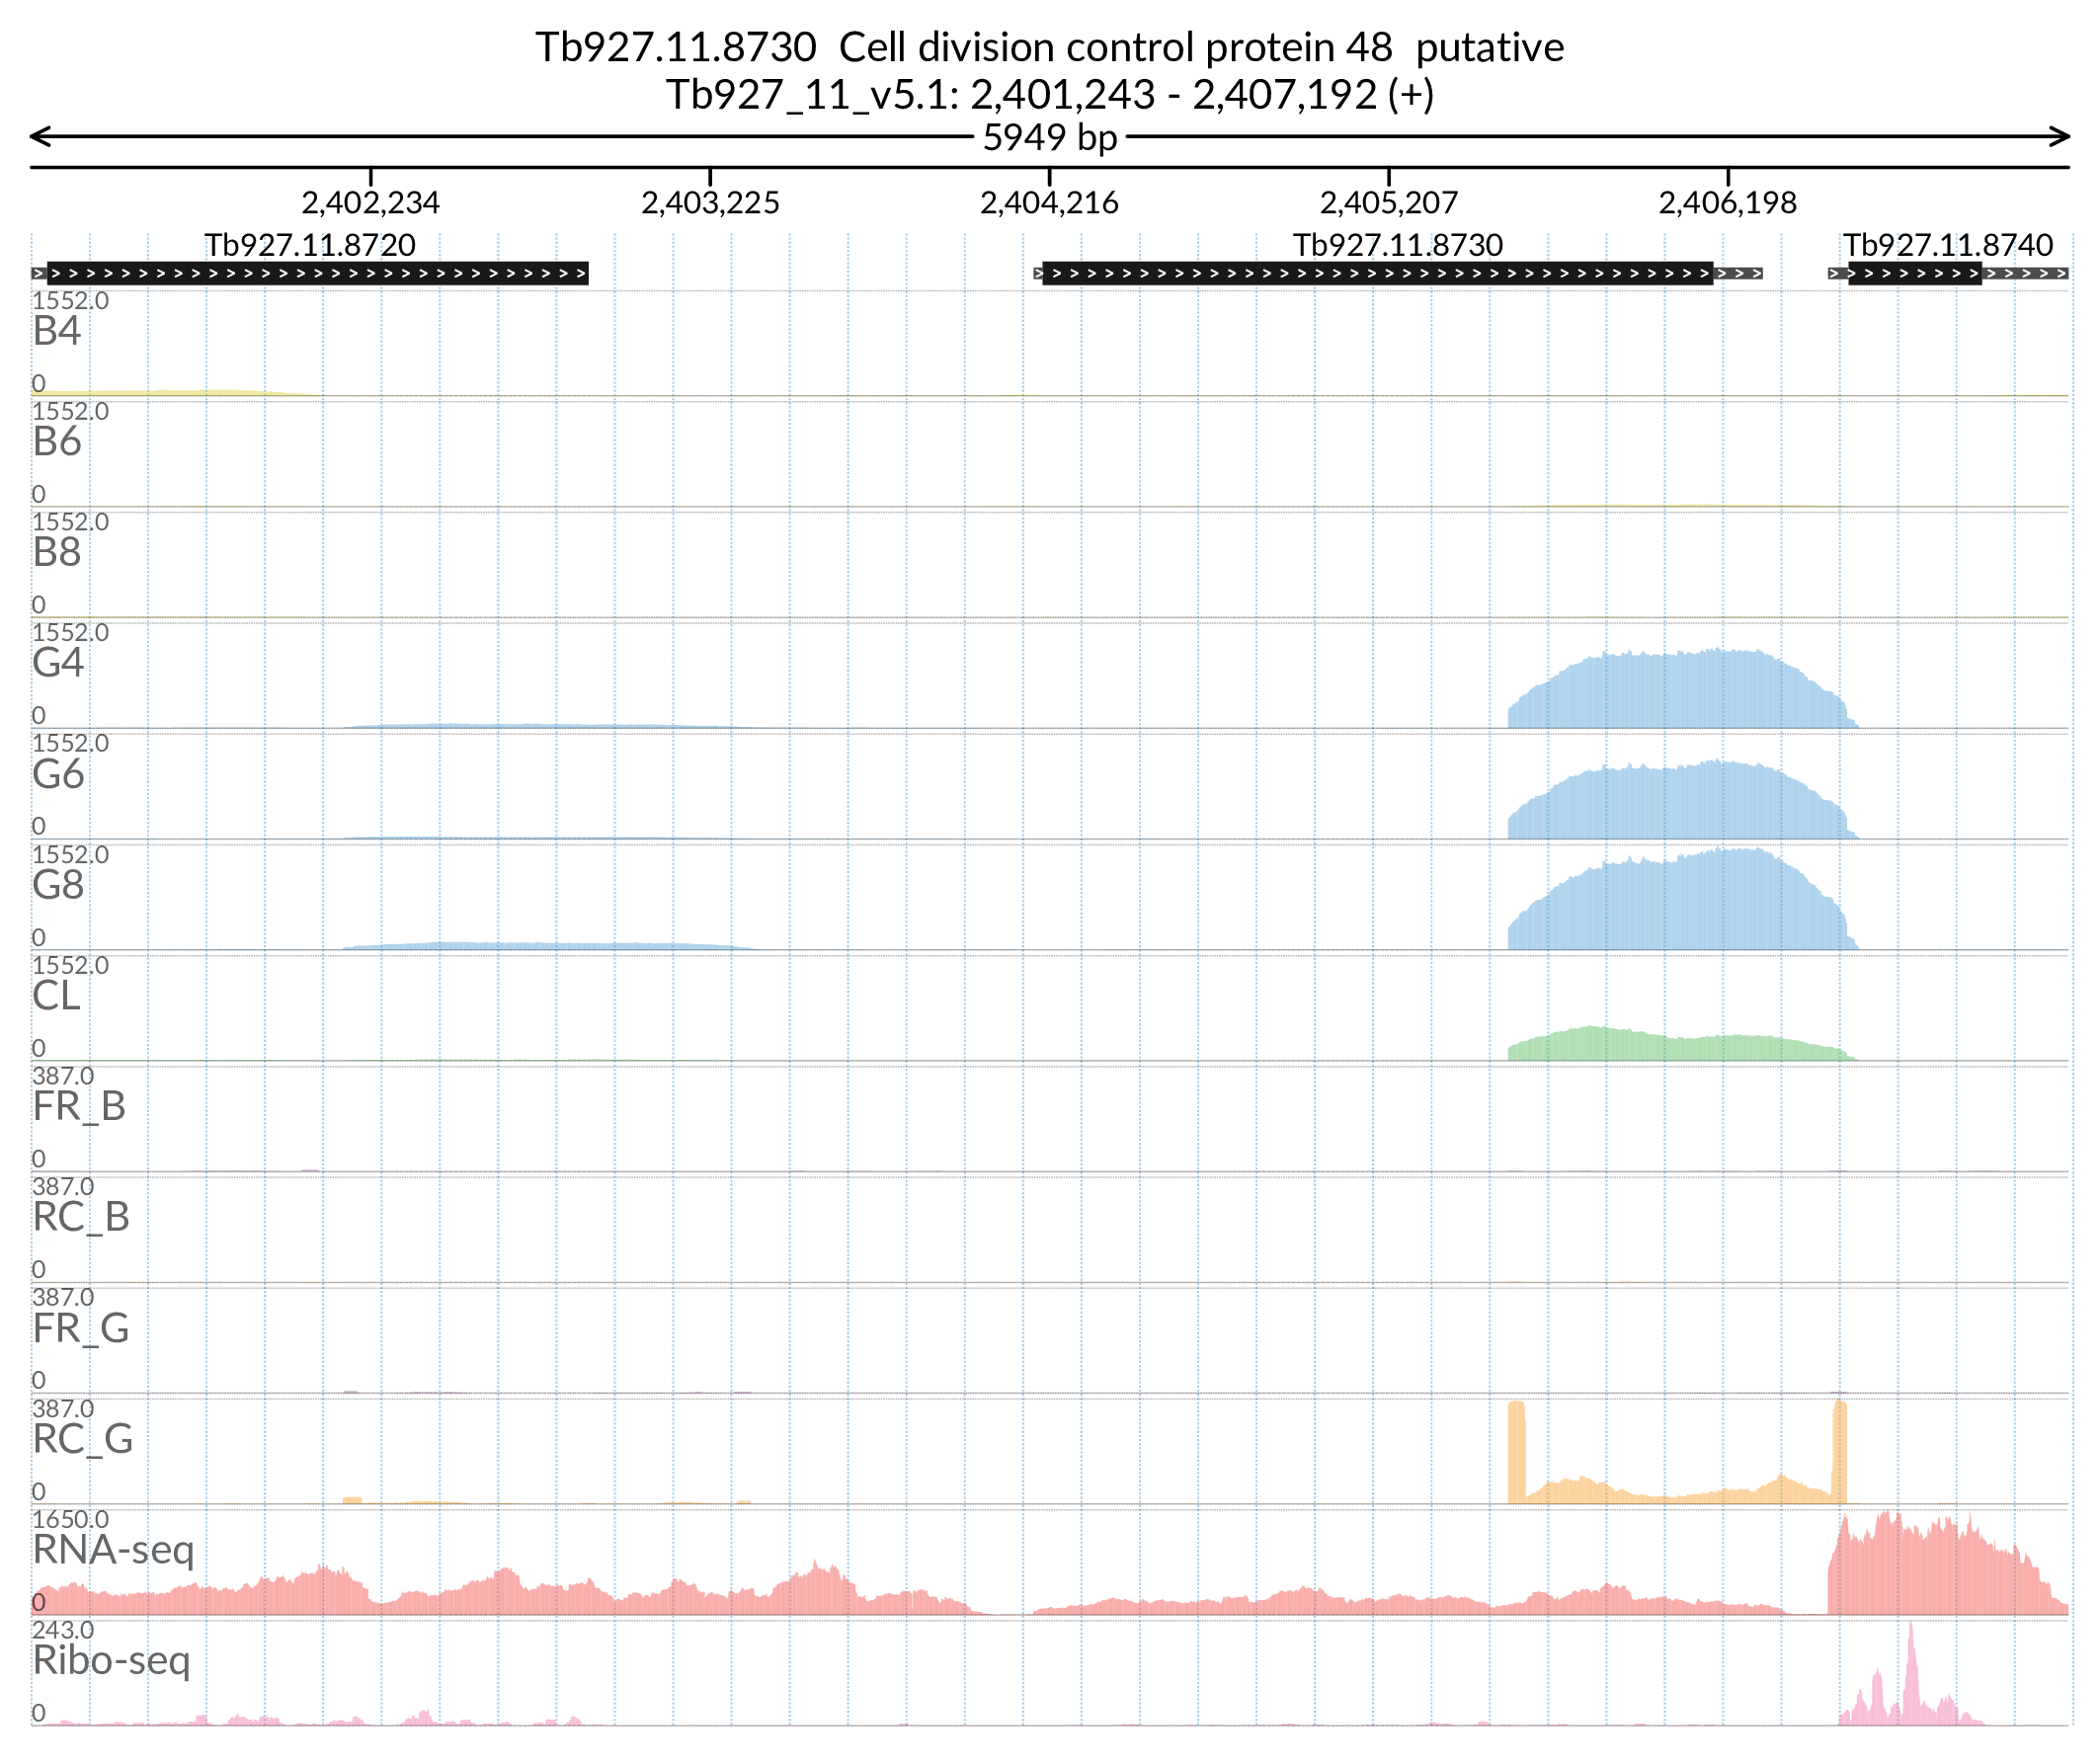 Tb927.11.8730  Cell division control protein 48  putative
Tb927_11_v5.1: 2,401,243 - 2,407,192 (+)
5949 bp
2,402,234 2,403,225 2,404,216 2,405,207 2,406,198
Tb927.11.8720 Tb927.11.8730 Tb927.11.8740
1552.0
B4
0
1552.0
B6
0
1552.0
B8
0
1552.0
G4
0
1552.0
G6
0
1552.0
G8
0
1552.0
CL
0
387.0
FR_B
0
387.0
RC_B
0
387.0
FR_G
0
387.0
RC_G
0
1650.0
RNA-seq
0
243.0
Ribo-seq
0